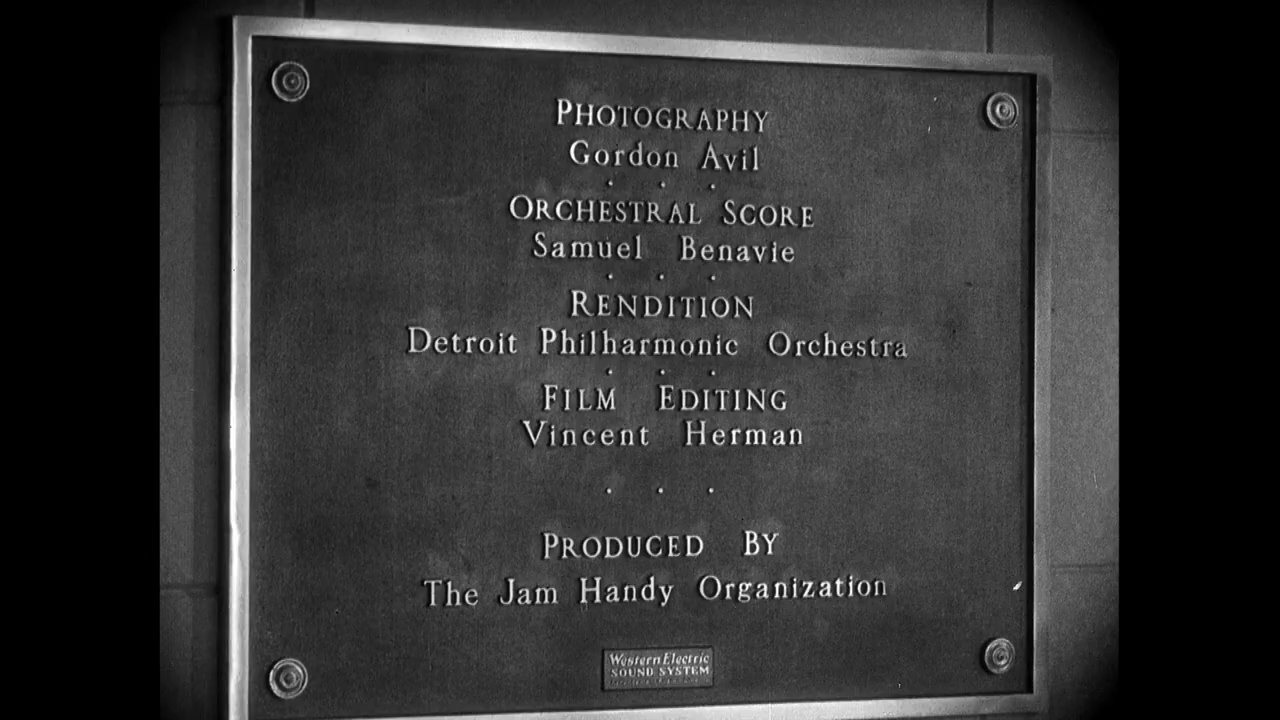 PHOTOGRAPHY
Gordon Avil
. . .
ORCHESTRAL SCORE
Samuel Benavie
. . .
RENDITION
Detroit Philharmonic Orchestra
. . .
FILM EDITING
Vincent Herman
. . .
PRODUCED BY
The Jam Handy Organization
Western Electric
SOUND SYSTEM